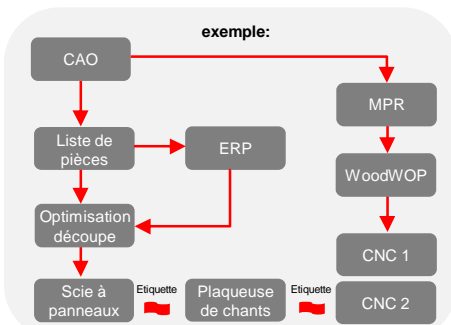 exemple:
CAO
MPR
Liste de
pièces
ERP
WoodWOP
Optimisation
découpe
CNC 1
Scie à
panneaux
Etiquette
Plaqueuse
de chants
Etiquette
CNC 2